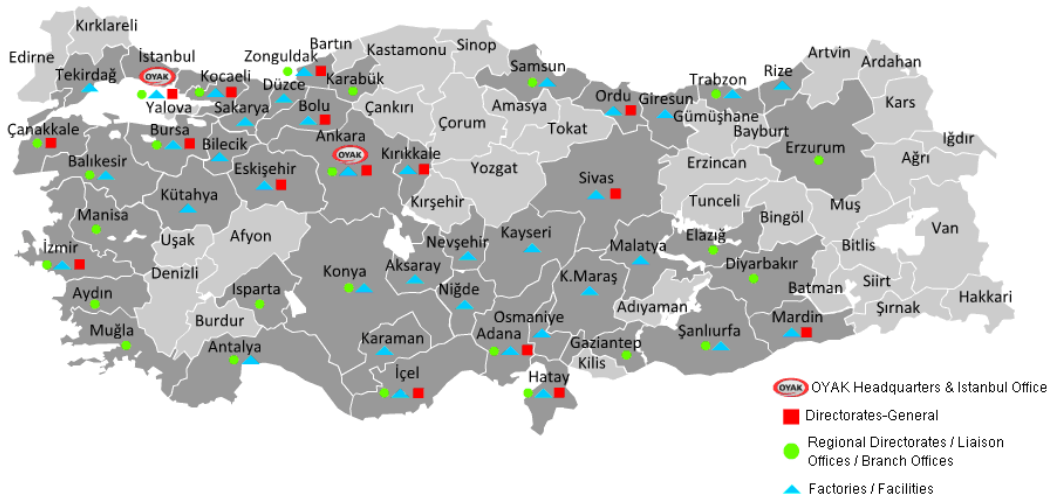 Kırklareli
Edirne
Tekirdağ
İstanbul
OYAK
Kocaeli
Yalova
Sakarya
Düzce
Zonguldak
Bartın
Karabük
Kastamonu
Sinop
Samsun
Çankırı
Bolu
Amasya
Çorum
Tokat
Ordu
Giresun
Trabzon
Rize
Artvin
Ardahan
Kars
Gümüşhane
Bayburt
Iğdır
Ağrı
Erzurum
Erzincan
Çanakkale
Bursa
Bilecik
Balıkesir
Eskişehir
Ankara
OYAK
Kırıkkale
Yozgat
Sivas
Kütahya
Kırşehir
Tunceli
Bingöl
Muş
Van
Manisa
Uşak
Afyon
Nevşehir
Kayseri
Malatya
Elazığ
Bitlis
İzmir
Denizli
Konya
Aksaray
Niğde
K.Maraş
Adıyaman
Diyarbakır
Batman
Siirt
Şırnak
Hakkari
Aydın
Isparta
Burdur
Muğla
Antalya
Karaman
İçel
Adana
Osmaniye
Gaziantep
Kilis
Hatay
Şanlıurfa
Mardin
OYAK OYAK Headquarters & Istanbul Office
Directorates-General
Regional Directorates / Liaison
Offices / Branch Offices
Factories / Facilities